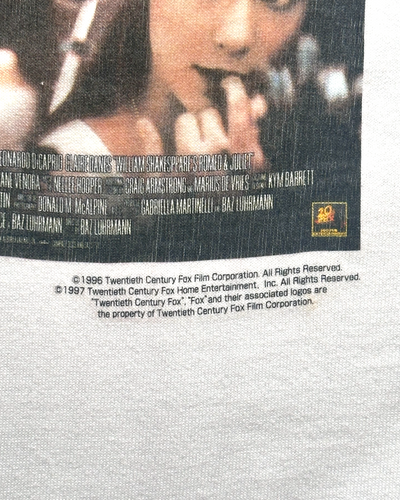 LEONARDO DICAPRIO CLAIRE DANES "WILLIAM SHAKESPEARE'S ROMEO & JULIET"
NELLEE HOOPER CRAIG ARMSTRONG MARIUS DE VRIES KYM BARRETT
DONALD M. McALPINE GABRIELLA MARTINELLI BAZ LUHRMANN
& BAZ LUHRMANN BAZ LUHRMANN
20
©1996 Twentieth Century Fox Film Corporation. All Rights Reserved.
©1997 Twentieth Century Fox Home Entertainment, Inc. All Rights Reserved.
"Twentieth Century Fox", "Fox" and their associated logos are
the property of Twentieth Century Fox Film Corporation.